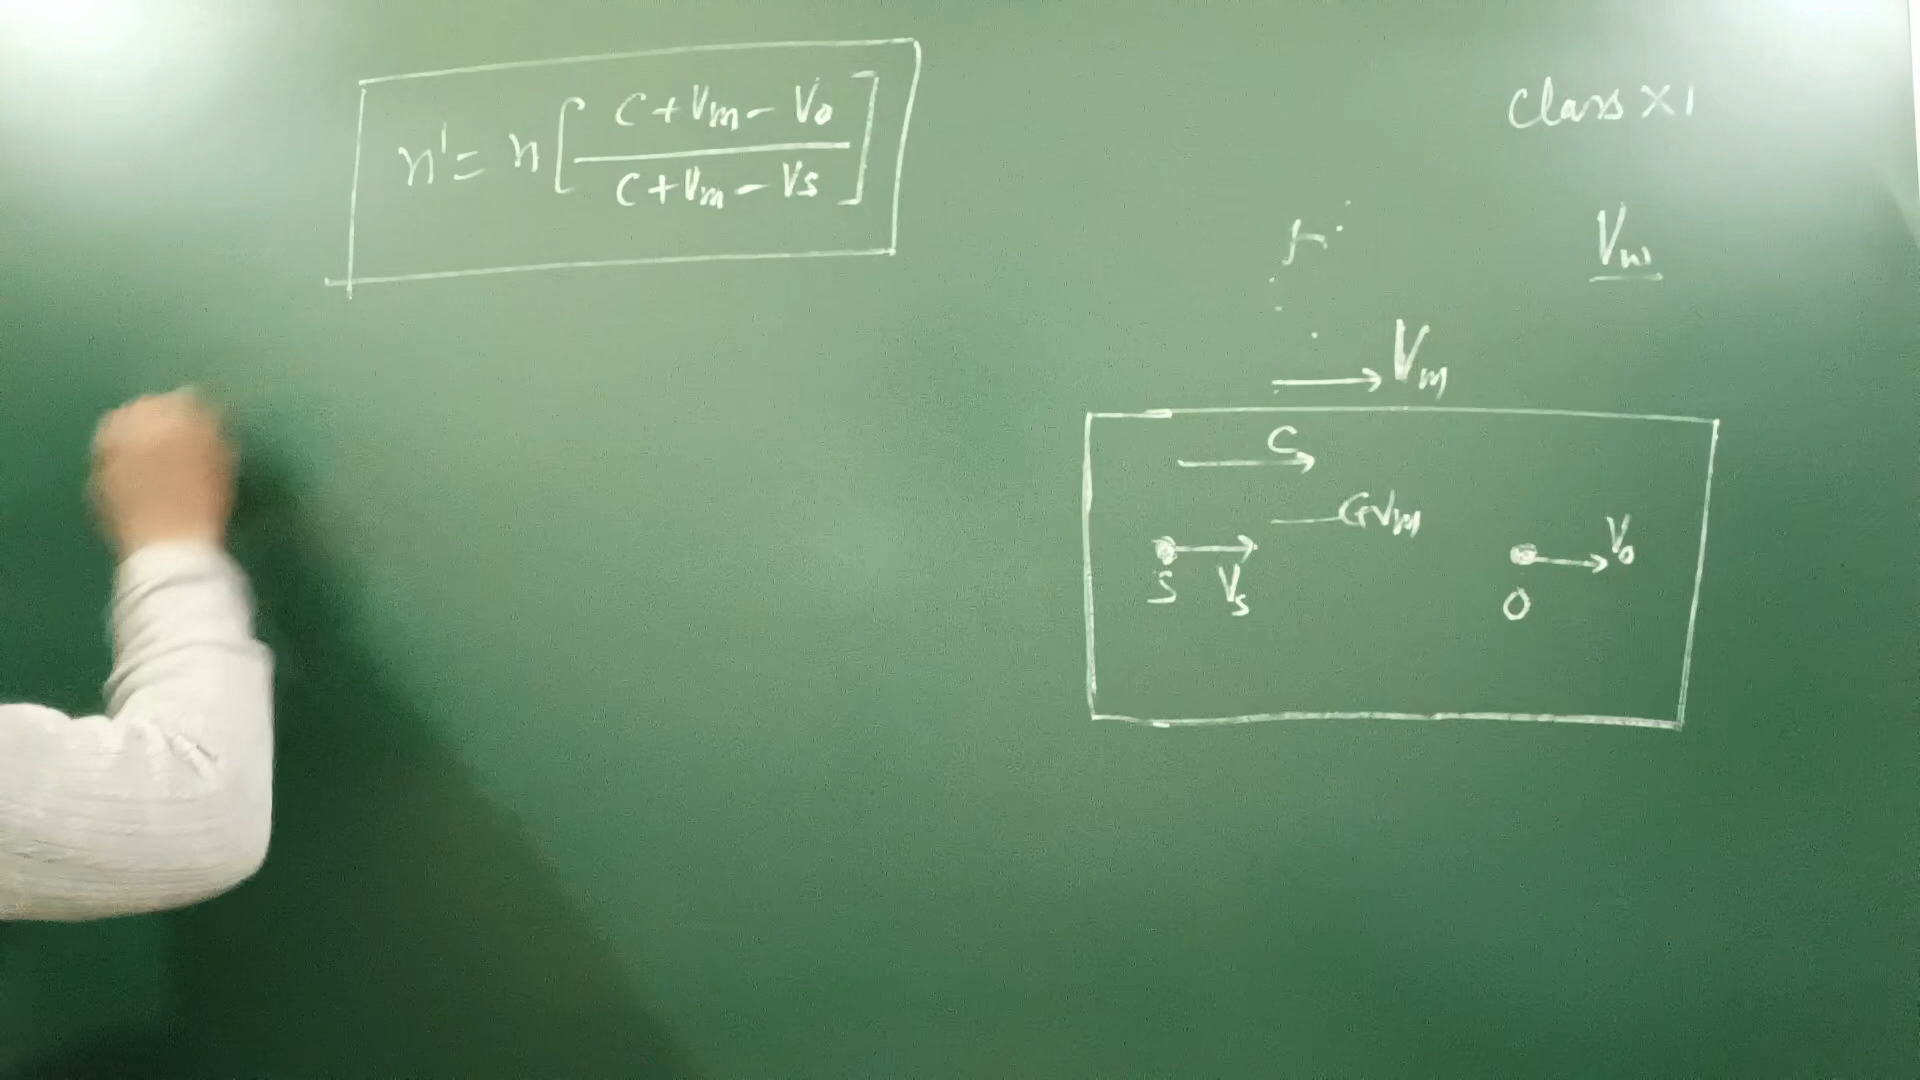 n' = n [ (C + Vm - Vo) / (C + Vm - Vs) ]
Class XI
Vm
Vm
C
C+Vm
S Vs
O Vo